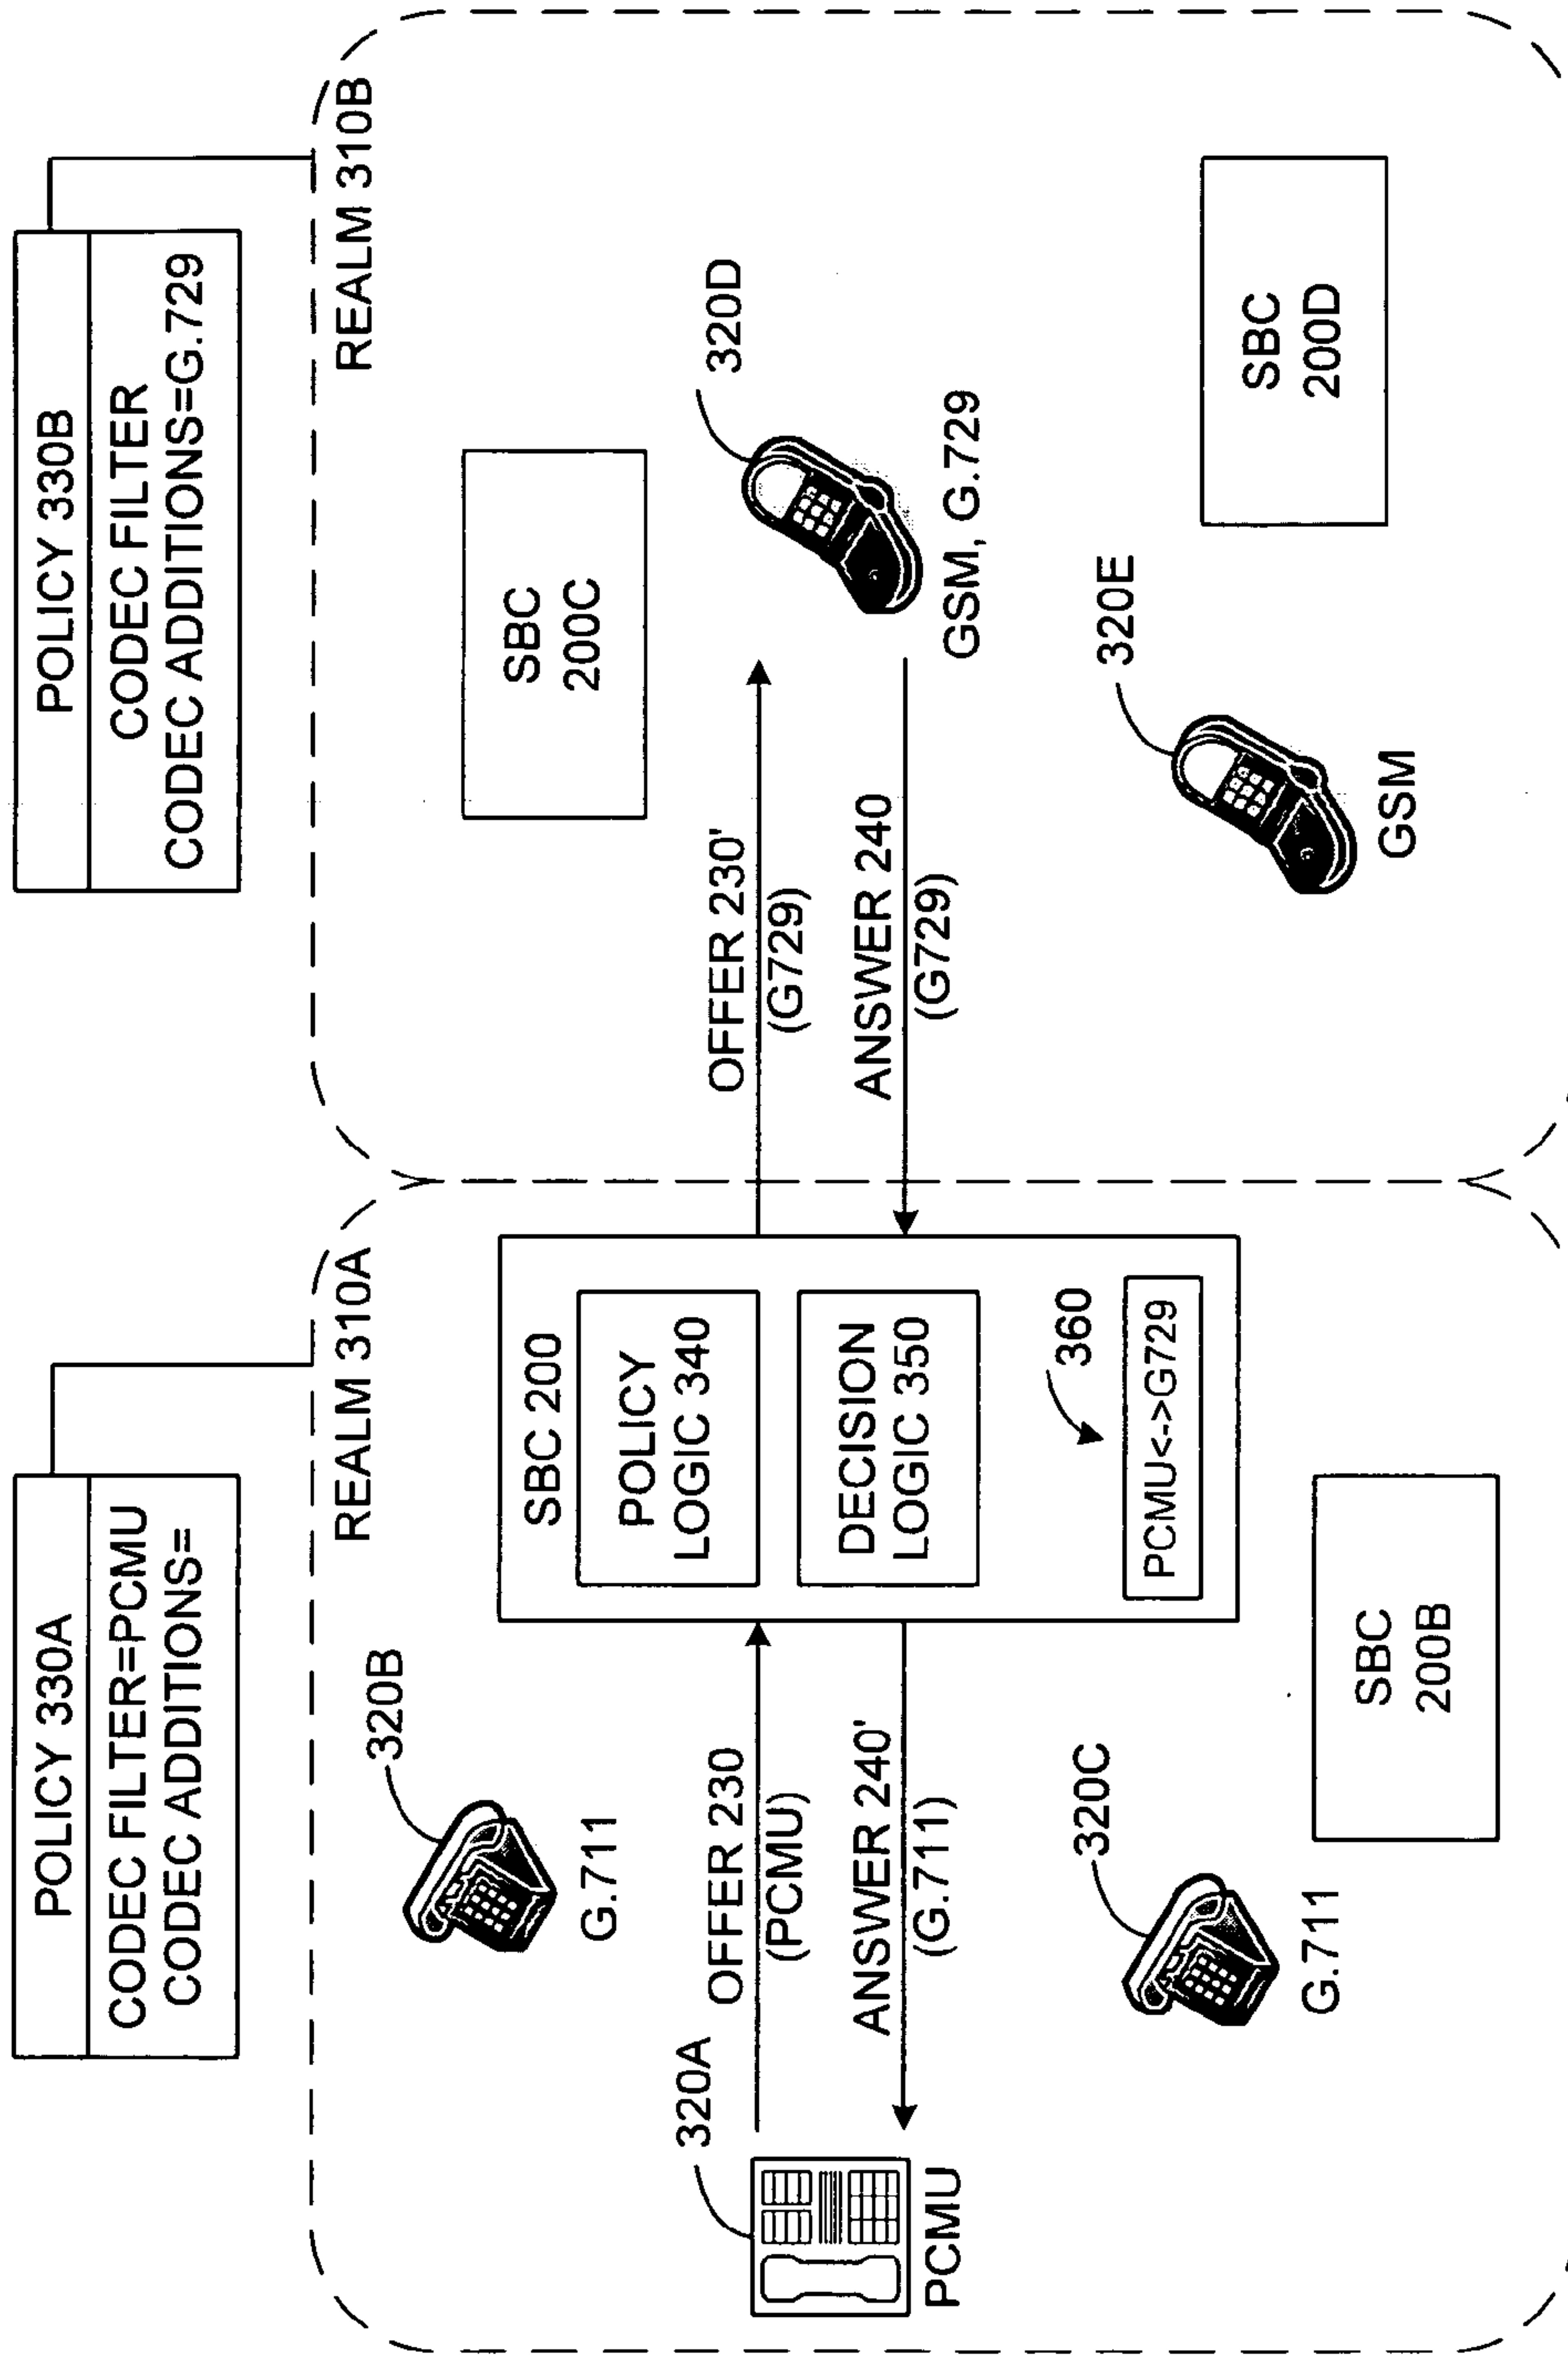 POLICY 330A
CODEC FILTER=PCMU
CODEC ADDITIONS=
POLICY 330B
CODEC FILTER
CODEC ADDITIONS=G.729
REALM 310A
REALM 310B
320B
G.711
320A
PCMU
OFFER 230
(PCMU)
ANSWER 240'
(G.711)
320C
G.711
SBC 200
POLICY
LOGIC 340
DECISION
LOGIC 350
360
PCMU<->G729
SBC
200B
OFFER 230'
(G729)
ANSWER 240
(G729)
SBC
200C
320D
GSM, G.729
320E
GSM
SBC
200D